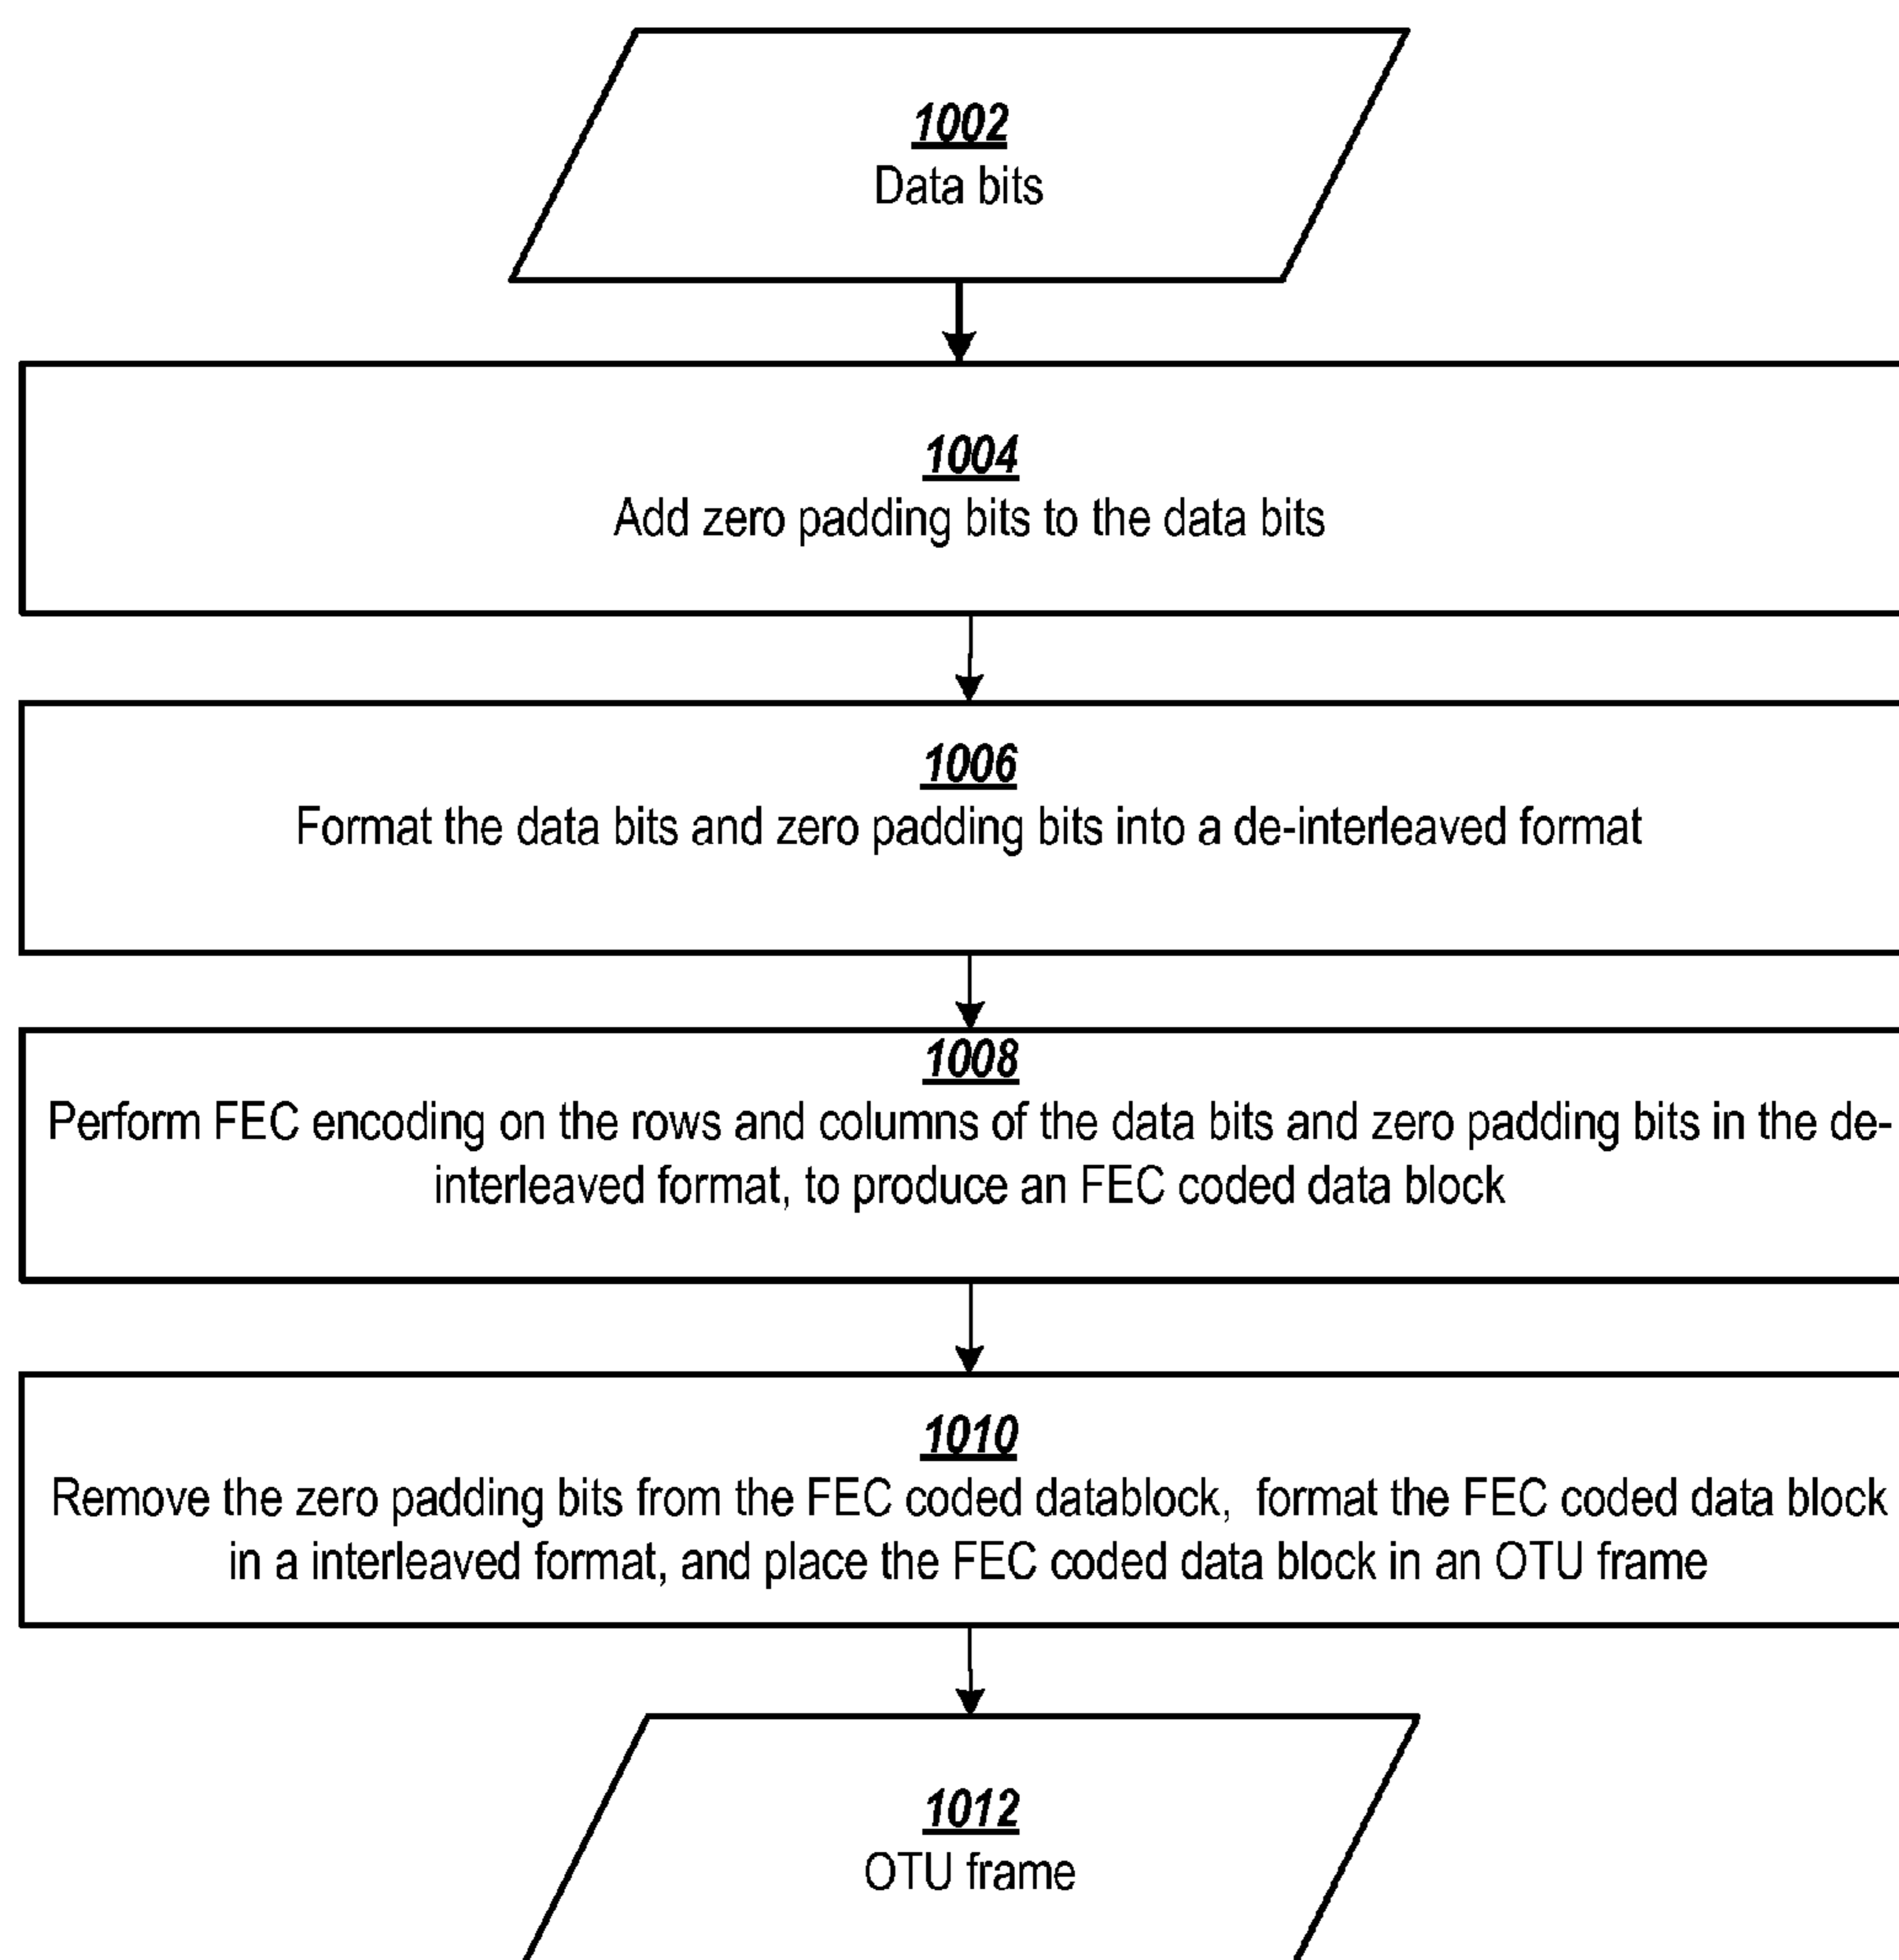 1002
Data bits
1004
Add zero padding bits to the data bits
1006
Format the data bits and zero padding bits into a de-interleaved format
1008
Perform FEC encoding on the rows and columns of the data bits and zero padding bits in the de-
interleaved format, to produce an FEC coded data block
1010
Remove the zero padding bits from the FEC coded datablock, format the FEC coded data block
in a interleaved format, and place the FEC coded data block in an OTU frame
1012
OTU frame